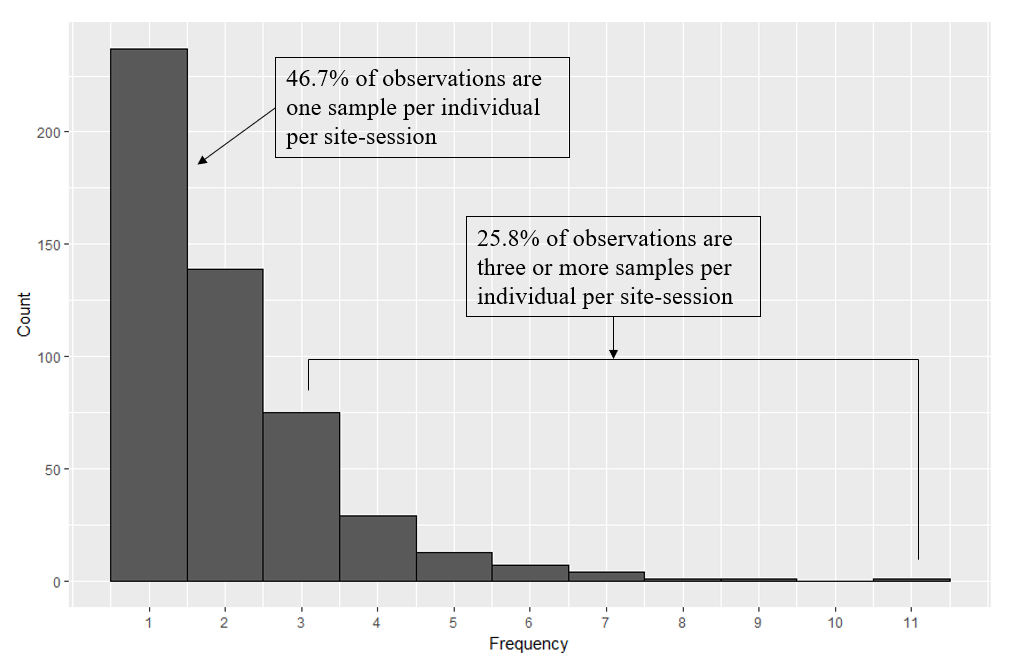 46.7% of observations are
one sample per individual
per site-session
25.8% of observations are
three or more samples per
individual per site-session
Count
200
150
100
50
0
1 2 3 4 5 6 7 8 9 10 11
Frequency